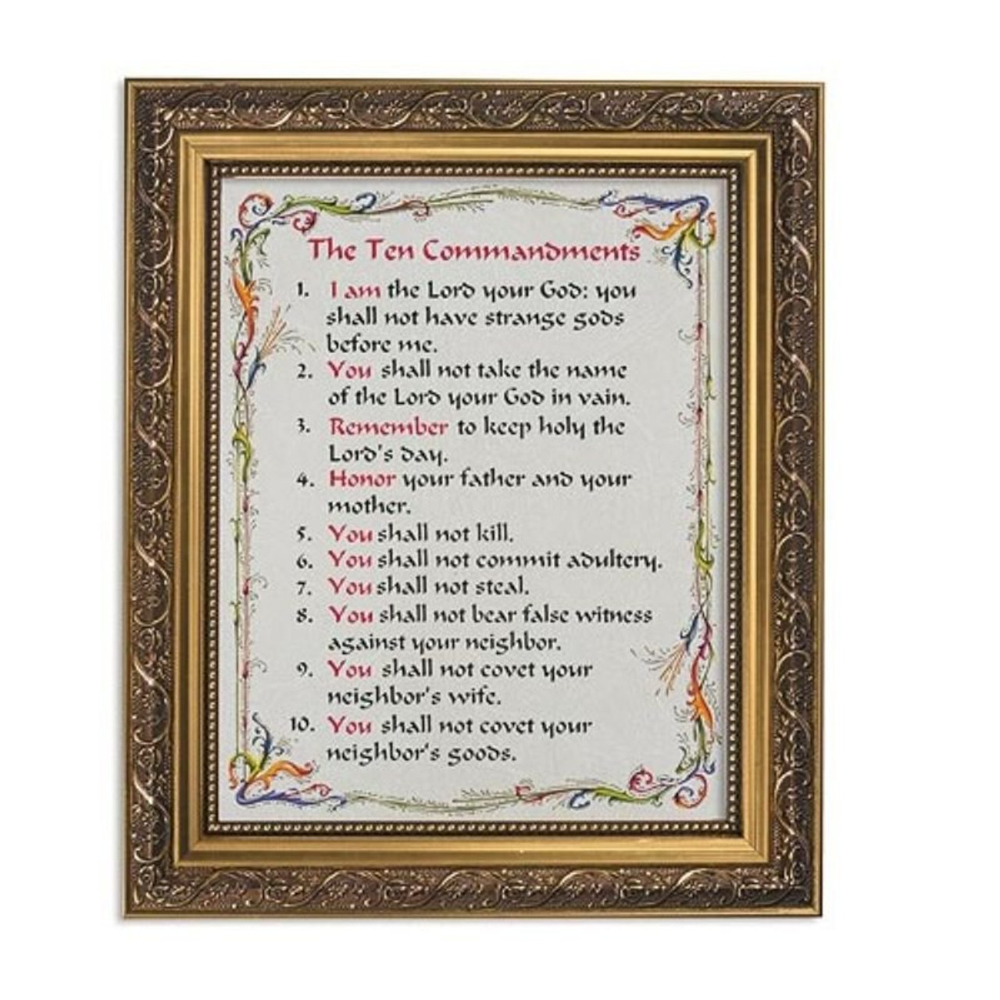 The Ten Commandments
1. I am the Lord your God: you
shall not have strange gods
before me.
2. You shall not take the name
of the Lord your God in vain.
3. Remember to keep holy the
Lord's day.
4. Honor your father and your
mother.
5. You shall not kill.
6. You shall not commit adultery.
7. You shall not steal.
8. You shall not bear false witness
against your neighbor.
9. You shall not covet your
neighbor's wife.
10. You shall not covet your
neighbor's goods.